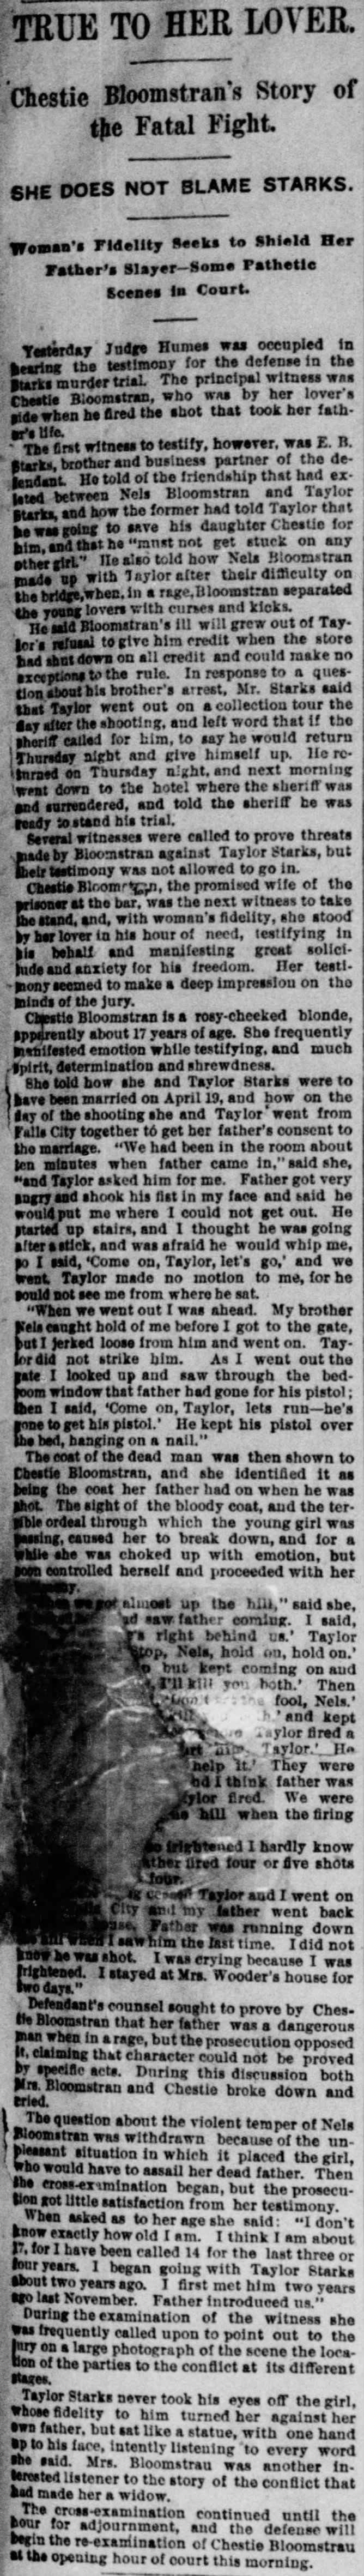 TRUE TO HER LOVER.
Chestie Bloomstran's Story of
the Fatal Fight.
SHE DOES NOT BLAME STARKS.
Woman's Fidelity Seeks to Shield Her
Father's Slayer—Some Pathetic
Scenes in Court.
Yesterday Judge Humes was occupied in
hearing the testimony for the defense in the
Starks murder trial. The principal witness was
Chestie Bloomstran, who was by her lover's
side when he fired the shot that took her fath-
er's life.
The first witness to testify, however, was E. B.
Starks, brother and business partner of the de-
fendant. He told of the friendship that had ex-
isted between Nels Bloomstran and Taylor
Starks, and how the former had told Taylor that
he was going to save his daughter Chestie for
him, and that he "must not get stuck on any
other girl." He also told how Nels Bloomstran
made up with Taylor after their difficulty on
the bridge, when, in a rage, Bloomstran separated
the young lovers with curses and kicks.
He said Bloomstran's ill will grew out of Tay-
lor's refusal to give him credit when the store
had shut down on all credit and could make no
exceptions to the rule. In response to a ques-
tion about his brother's arrest, Mr. Starks said
that Taylor went out on a collection tour the
day after the shooting, and left word that if the
sheriff called for him, to say he would return
Thursday night and give himself up. He re-
turned on Thursday night, and next morning
went down to the hotel where the sheriff was
and surrendered, and told the sheriff he was
ready to stand his trial.
Several witnesses were called to prove threats
made by Bloomstran against Taylor Starks, but
their testimony was not allowed to go in.
Chestie Bloomstran, the promised wife of the
prisoner at the bar, was the next witness to take
the stand, and, with woman's fidelity, she stood
by her lover in his hour of need, testifying in
his behalf and manifesting great solici-
tude and anxiety for his freedom. Her testi-
mony seemed to make a deep impression on the
minds of the jury.
Chestie Bloomstran is a rosy-cheeked blonde,
apparently about 17 years of age. She frequently
manifested emotion while testifying, and much
spirit, determination and shrewdness.
She told how she and Taylor Starks were to
have been married on April 19, and how on the
day of the shooting she and Taylor went from
Falls City together to get her father's consent to
the marriage. "We had been in the room about
ten minutes when father came in," said she,
"and Taylor asked him for me. Father got very
angry and shook his fist in my face and said he
would put me where I could not get out. He
started up stairs, and I thought he was going
after a stick, and was afraid he would whip me,
so I said, 'Come on, Taylor, let's go,' and we
went. Taylor made no motion to me, for he
could not see me from where he sat.
"When we went out I was ahead. My brother
Nels caught hold of me before I got to the gate,
but I jerked loose from him and went on. Tay-
lor did not strike him. As I went out the
gate I looked up and saw through the bed-
room window that father had gone for his pistol;
then I said, 'Come on, Taylor, lets run—he's
gone to get his pistol.' He kept his pistol over
the bed, hanging on a nail."
The coat of the dead man was then shown to
Chestie Bloomstran, and she identified it as
being the coat her father had on when he was
shot. The sight of the bloody coat, and the ter-
rible ordeal through which the young girl was
passing, caused her to break down, and for a
while she was choked up with emotion, but
soon controlled herself and proceeded with her
got almost up the hill," said she,
saw father coming. I said,
right behind us.' Taylor
stop, Nels, hold on, hold on.'
but kept coming on and
'I'll kill you both.' Then
fool, Nels.'
and kept
Taylor fired a
Taylor.' He
help it.' They were
and I think father was
fired. We were
hill when the firing
frightened I hardly know
father fired four or five shots
four.
Taylor and I went on
City and my father went back
Father was running down
I saw him the last time. I did not
know he was shot. I was crying because I was
frightened. I stayed at Mrs. Wooder's house for
two days."
Defendant's counsel sought to prove by Ches-
tie Bloomstran that her father was a dangerous
man when in a rage, but the prosecution opposed
it, claiming that character could not be proved
by specific acts. During this discussion both
Mrs. Bloomstran and Chestie broke down and
cried.
The question about the violent temper of Nels
Bloomstran was withdrawn because of the un-
pleasant situation in which it placed the girl,
who would have to assail her dead father. Then
the cross-examination began, but the prosecu-
tion got little satisfaction from her testimony.
When asked as to her age she said: "I don't
know exactly how old I am. I think I am about
17, for I have been called 14 for the last three or
four years. I began going with Taylor Starks
about two years ago. I first met him two years
ago last November. Father introduced us."
During the examination of the witness she
was frequently called upon to point out to the
jury on a large photograph of the scene the loca-
tion of the parties to the conflict at its different
stages.
Taylor Starks never took his eyes off the girl,
whose fidelity to him turned her against her
own father, but sat like a statue, with one hand
up to his face, intently listening to every word
she said. Mrs. Bloomstrau was another in-
terested listener to the story of the conflict that
had made her a widow.
The cross-examination continued until the
hour for adjournment, and the defense will
begin the re-examination of Chestie Bloomstrau
at the opening hour of court this morning.